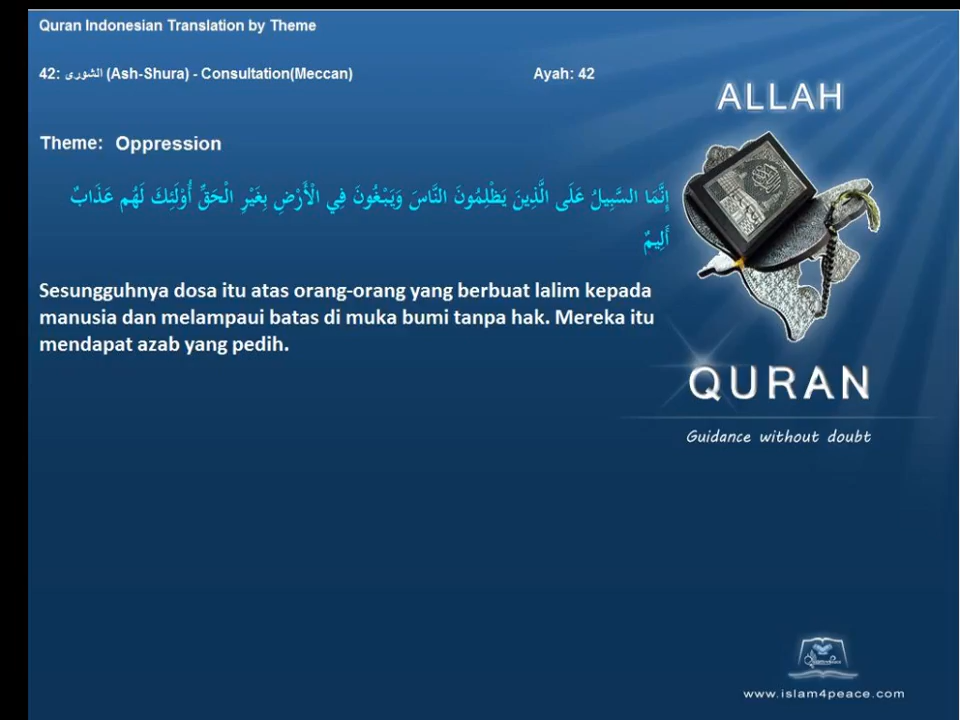 Quran Indonesian Translation by Theme
42: الشورى (Ash-Shura) - Consultation(Meccan)
Ayah: 42
ALLAH
Theme: Oppression
إِنَّمَا السَّبِيلُ عَلَى الَّذِينَ يَظْلِمُونَ النَّاسَ وَيَبْغُونَ فِي الْأَرْضِ بِغَيْرِ الْحَقِّ أُوْلَئِكَ لَهُم عَذَابٌ
أَلِيمٌ
Sesungguhnya dosa itu atas orang-orang yang berbuat lalim kepada
manusia dan melampaui batas di muka bumi tanpa hak. Mereka itu
mendapat azab yang pedih.
QURAN
Guidance without doubt
www.islam4peace.com